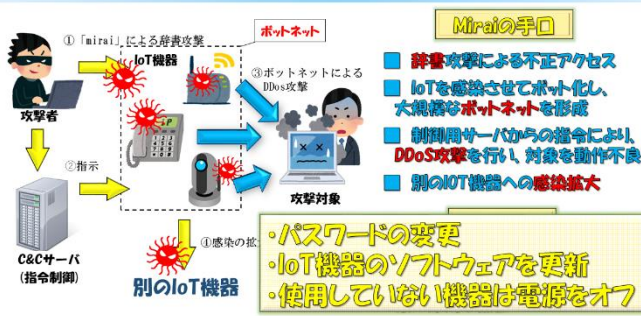 ①「mirai」による辞書攻撃
ボットネット
IoT機器
③ボットネットによる
DDos攻撃
攻撃者
②指示
攻撃対象
C&Cサーバ
(指令制御)
④感染の拡
別のIoT機器
Miraiの手口
辞書攻撃による不正アクセス
IoTを感染させてボット化し、
大規模なボットネットを形成
制御用サーバからの指令により、
DDoS攻撃を行い、対象を動作不良
別のIOT機器への感染拡大
・パスワードの変更
・IoT機器のソフトウェアを更新
・使用していない機器は電源をオフ